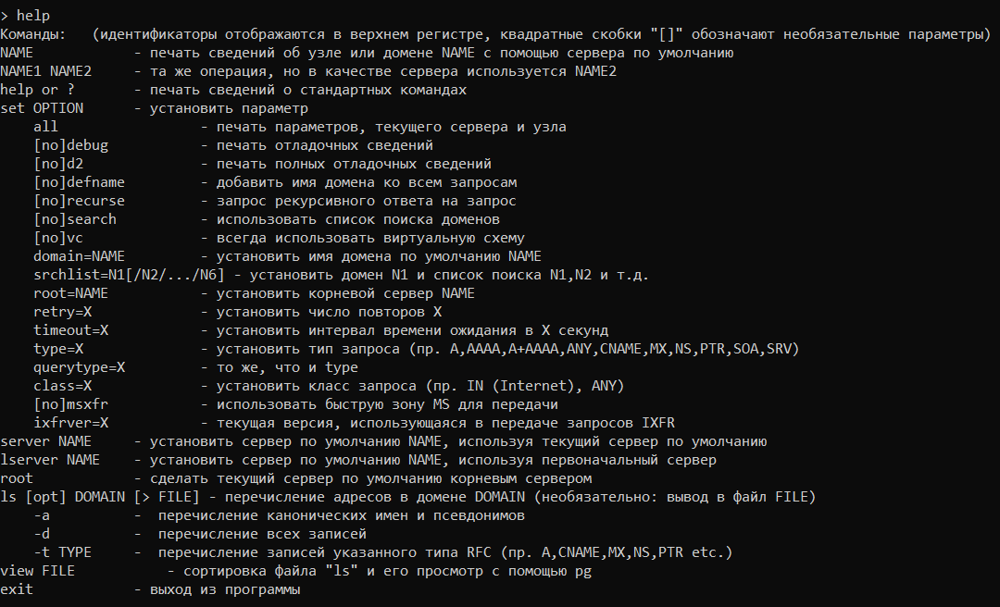 > help
Команды:   (идентификаторы отображаются в верхнем регистре, квадратные скобки "[]" обозначают необязательные параметры)
NAME            - печать сведений об узле или домене NAME с помощью сервера по умолчанию
NAME1 NAME2     - та же операция, но в качестве сервера используется NAME2
help or ?       - печать сведений о стандартных командах
set OPTION      - установить параметр
    all                 - печать параметров, текущего сервера и узла
    [no]debug           - печать отладочных сведений
    [no]d2              - печать полных отладочных сведений
    [no]defname         - добавить имя домена ко всем запросам
    [no]recurse         - запрос рекурсивного ответа на запрос
    [no]search          - использовать список поиска доменов
    [no]vc              - всегда использовать виртуальную схему
    domain=NAME         - установить имя домена по умолчанию NAME
    srchlist=N1[/N2/.../N6] - установить домен N1 и список поиска N1,N2 и т.д.
    root=NAME           - установить корневой сервер NAME
    retry=X             - установить число повторов X
    timeout=X           - установить интервал времени ожидания в X секунд
    type=X              - установить тип запроса (пр. A,AAAA,A+AAAA,ANY,CNAME,MX,NS,PTR,SOA,SRV)
    querytype=X         - то же, что и type
    class=X             - установить класс запроса (пр. IN (Internet), ANY)
    [no]msxfr           - использовать быструю зону MS для передачи
    ixfrver=X           - текущая версия, использующаяся в передаче запросов IXFR
server NAME     - установить сервер по умолчанию NAME, используя текущий сервер по умолчанию
lserver NAME    - установить сервер по умолчанию NAME, используя первоначальный сервер
root            - сделать текущий сервер по умолчанию корневым сервером
ls [opt] DOMAIN [> FILE] - перечисление адресов в домене DOMAIN (необязательно: вывод в файл FILE)
    -a          -  перечисление канонических имен и псевдонимов
    -d          -  перечисление всех записей
    -t TYPE     -  перечисление записей указанного типа RFC (пр. A,CNAME,MX,NS,PTR etc.)
view FILE           - сортировка файла "ls" и его просмотр с помощью pg
exit            - выход из программы